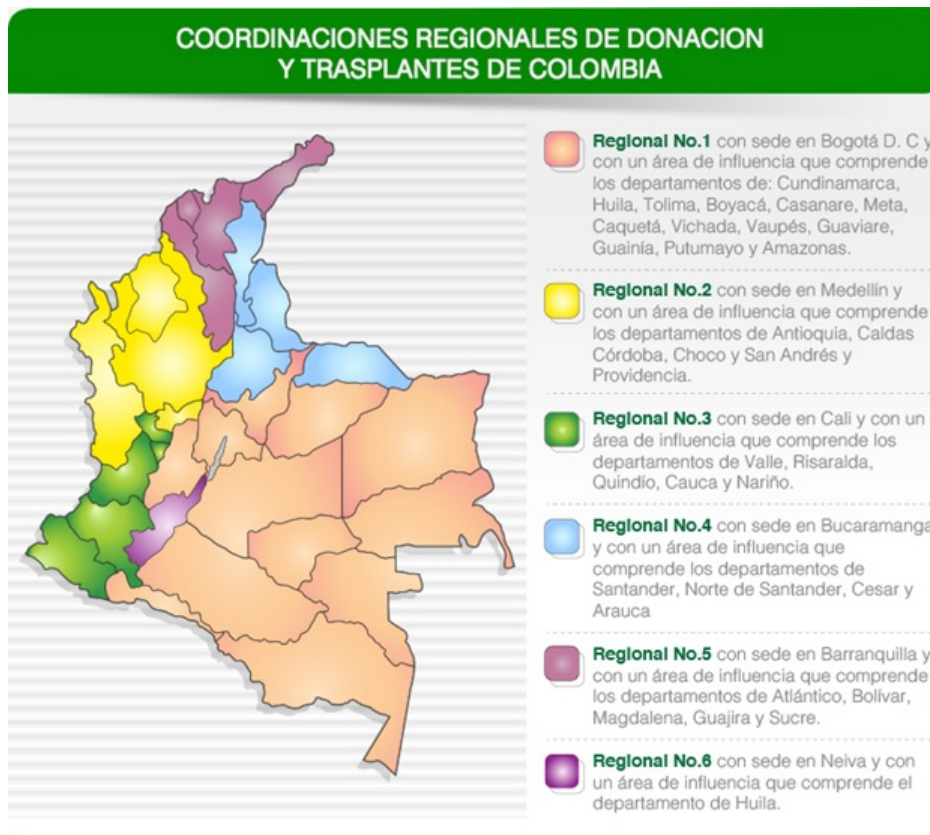 COORDINACIONES REGIONALES DE DONACION
Y TRASPLANTES DE COLOMBIA
Regional No.1 con sede en Bogotá D. C y
con un área de influencia que comprende
los departamentos de: Cundinamarca,
Huila, Tolima, Boyacá, Casanare, Meta,
Caquetá, Vichada, Vaupés, Guaviare,
Guainía, Putumayo y Amazonas.
Regional No.2 con sede en Medellín y
con un área de influencia que comprende
los departamentos de Antioquia, Caldas
Córdoba, Choco y San Andrés y
Providencia.
Regional No.3 con sede en Cali y con un
área de influencia que comprende los
departamentos de Valle, Risaralda,
Quindío, Cauca y Nariño.
Regional No.4 con sede en Bucaramanga
y con un área de influencia que
comprende los departamentos de
Santander, Norte de Santander, Cesar y
Arauca
Regional No.5 con sede en Barranquilla y
con un área de influencia que comprende
los departamentos de Atlántico, Bolívar,
Magdalena, Guajira y Sucre.
Regional No.6 con sede en Neiva y con
un área de influencia que comprende el
departamento de Huila.